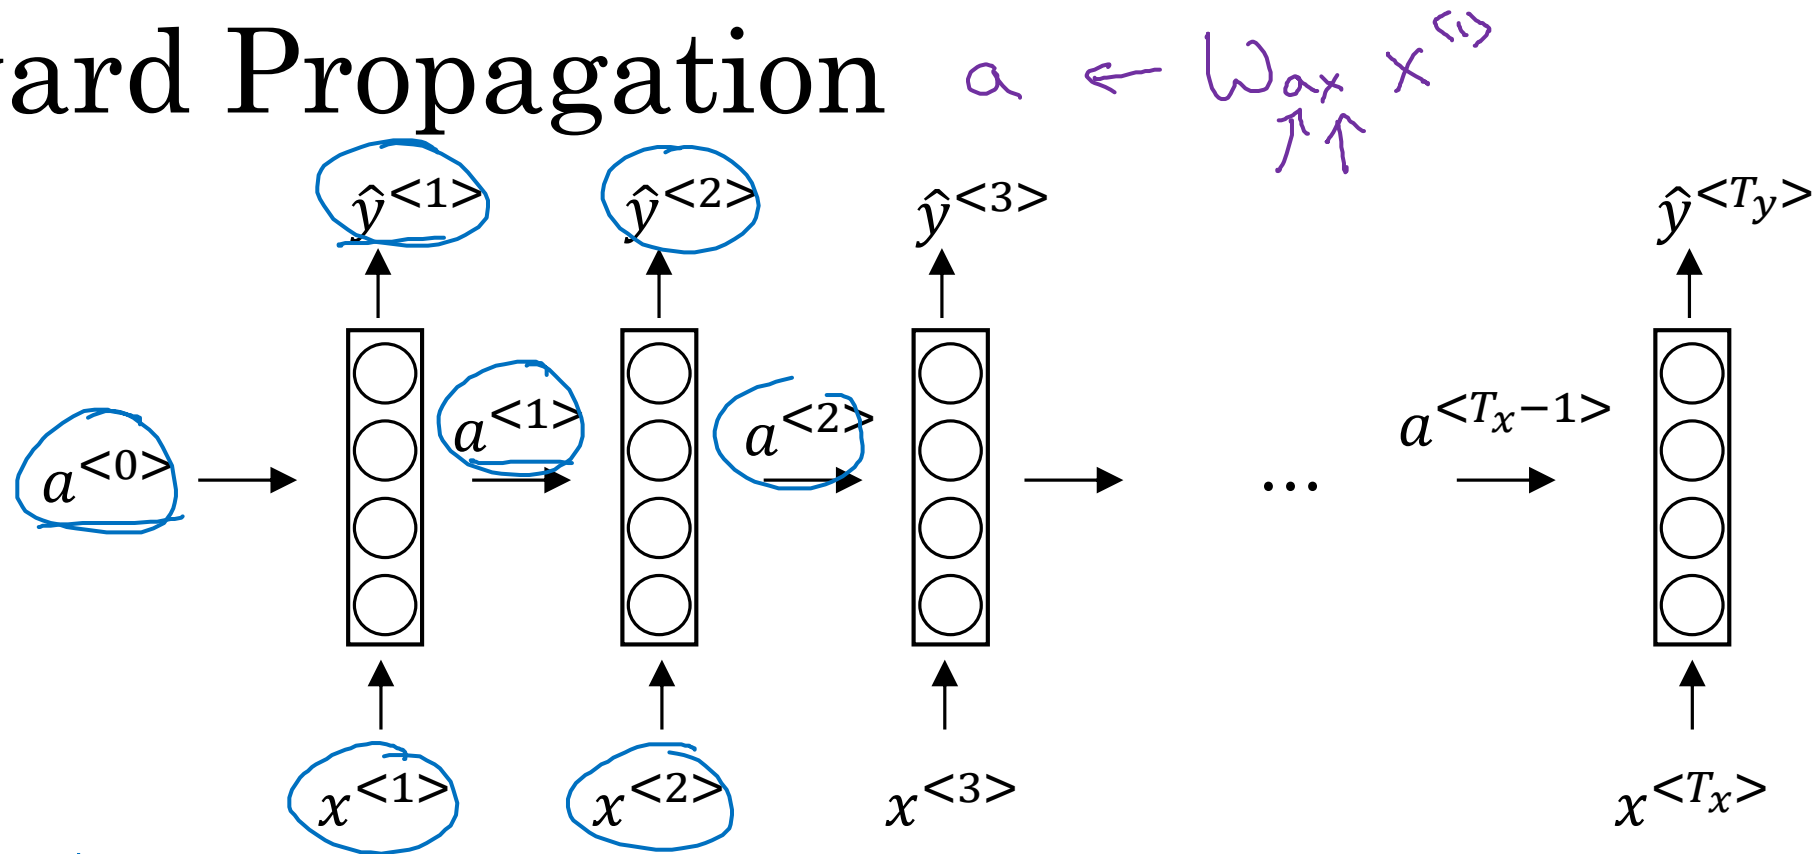 ard Propagation a ← Wax x<1>
ŷ<1> ŷ<2> ŷ<3> ŷ<Ty>
a<0> a<1> a<2> ... a<Tx−1>
x<1> x<2> x<3> x<Tx>